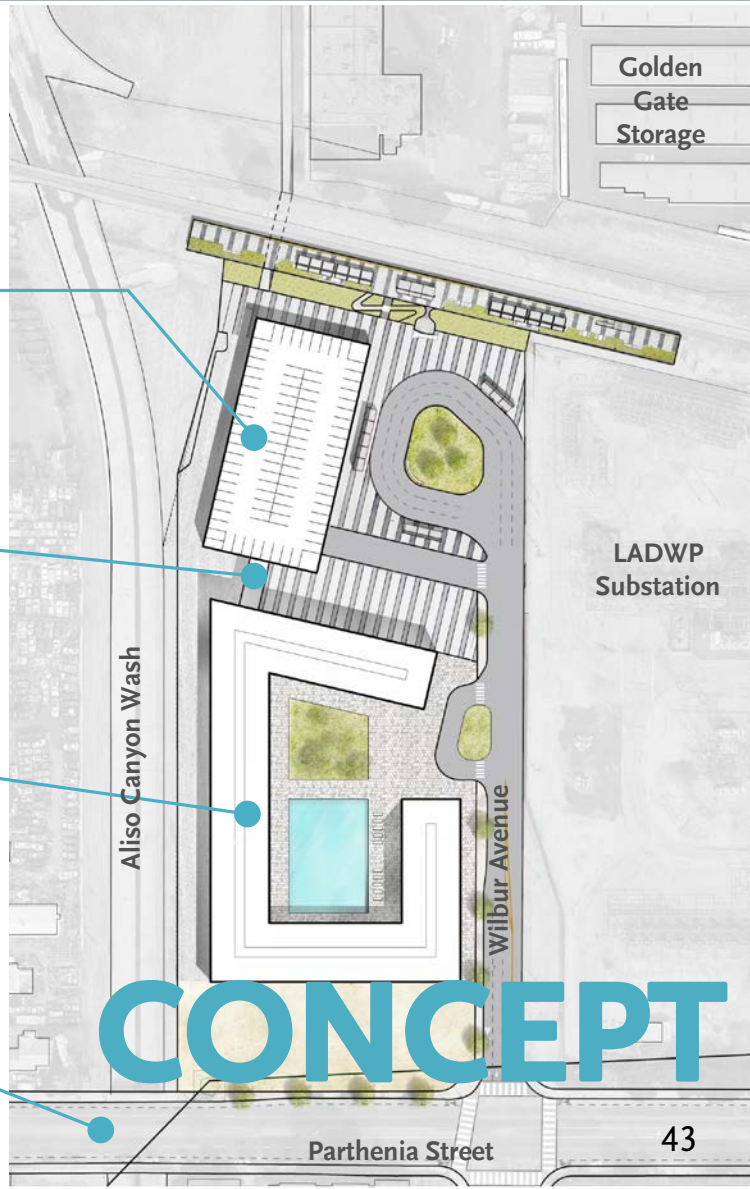 Golden
Gate
Storage
LADWP
Substation
Aliso Canyon Wash
Wilbur Avenue
CONCEPT
Parthenia Street
43